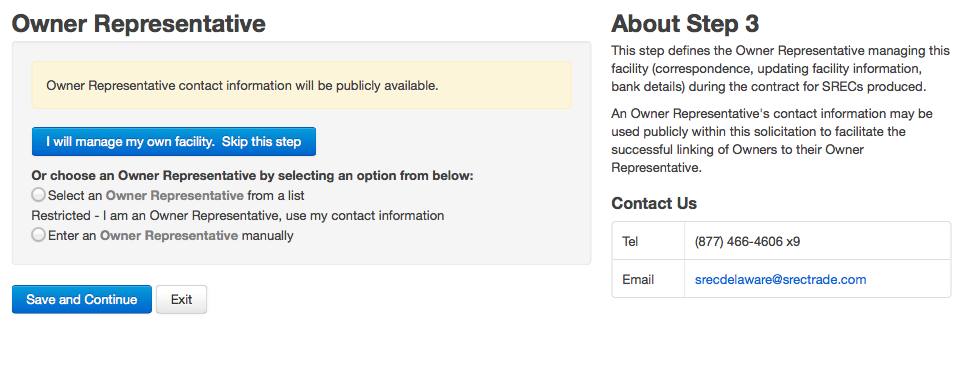 Owner Representative
Owner Representative contact information will be publicly available.
I will manage my own facility. Skip this step
Or choose an Owner Representative by selecting an option from below:
Select an Owner Representative from a list
Restricted - I am an Owner Representative, use my contact information
Enter an Owner Representative manually
Save and Continue
Exit
About Step 3
This step defines the Owner Representative managing this
facility (correspondence, updating facility information,
bank details) during the contract for SRECs produced.
An Owner Representative's contact information may be
used publicly within this solicitation to facilitate the
successful linking of Owners to their Owner
Representative.
Contact Us
Tel (877) 466-4606 x9
Email srecdelaware@srectrade.com